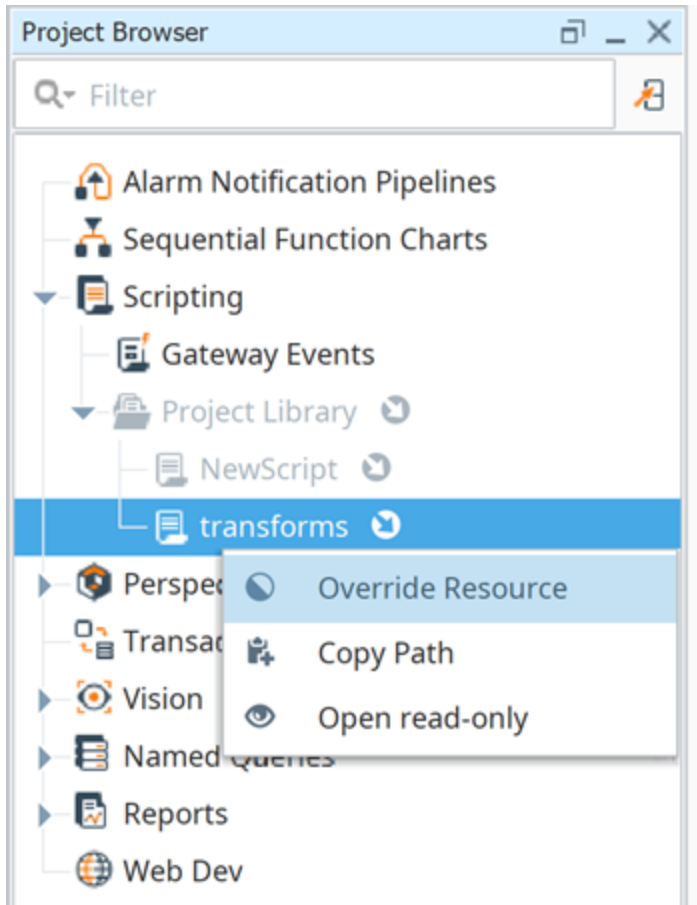 Project Browser
Filter
Alarm Notification Pipelines
Sequential Function Charts
Scripting
Gateway Events
Project Library
NewScript
transforms
Override Resource
Copy Path
Open read-only
Vision
Named
Reports
Web Dev